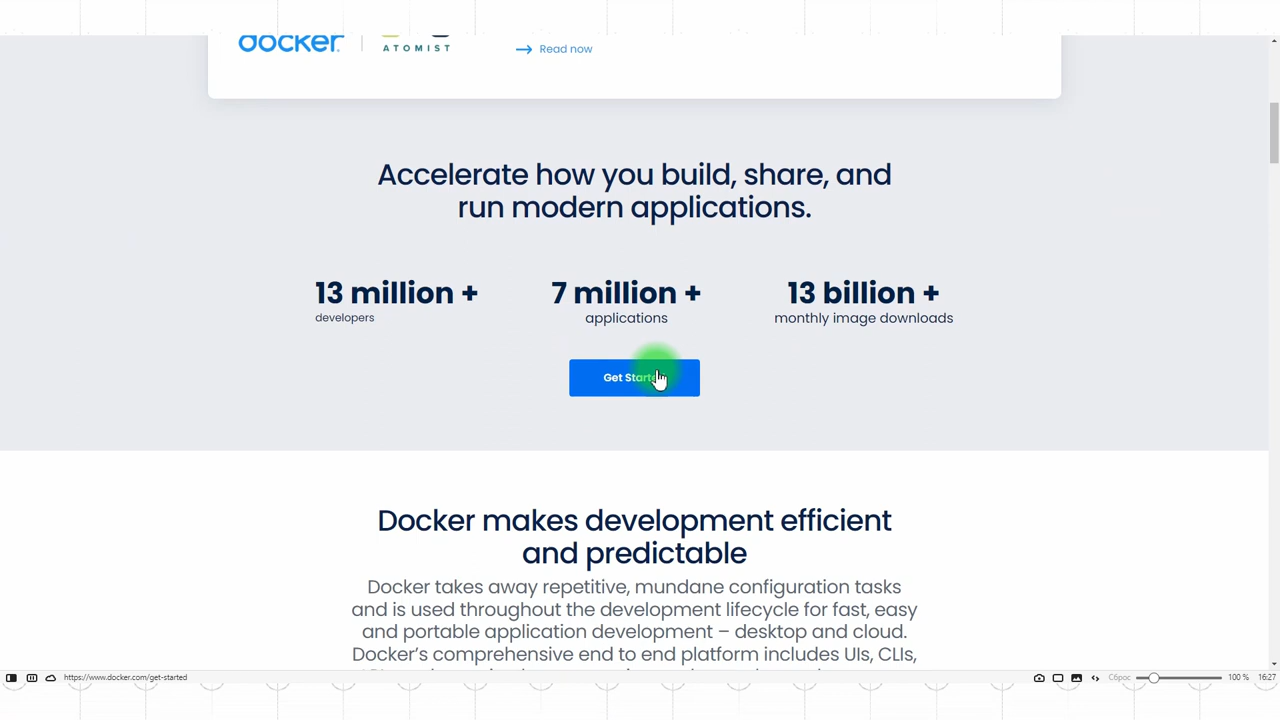 docker
ATOMIST
Read now
Accelerate how you build, share, and
run modern applications.
13 million +
7 million +
13 billion +
developers
applications
monthly image downloads
Get Started
Docker makes development efficient
and predictable
Docker takes away repetitive, mundane configuration tasks
and is used throughout the development lifecycle for fast, easy
and portable application development – desktop and cloud.
Docker's comprehensive end to end platform includes UIs, CLIs,
https://www.docker.com/get-started
Сброс
100 %
16:27